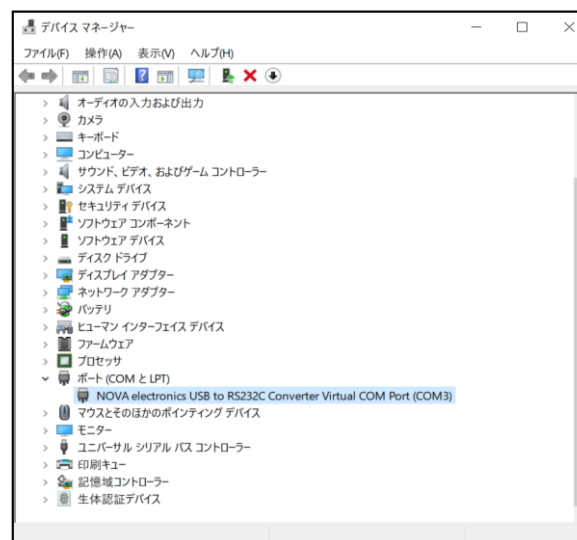 デバイス マネージャー
ファイル(F) 操作(A) 表示(V) ヘルプ(H)
オーディオの入力および出力
カメラ
キーボード
コンピューター
サウンド、ビデオ、およびゲーム コントローラー
システム デバイス
セキュリティ デバイス
ソフトウェア コンポーネント
ソフトウェア デバイス
ディスク ドライブ
ディスプレイ アダプター
ネットワーク アダプター
バッテリ
ヒューマン インターフェイス デバイス
ファームウェア
プロセッサ
ポート (COM と LPT)
NOVA electronics USB to RS232C Converter Virtual COM Port (COM3)
マウスとそのほかのポインティング デバイス
モニター
ユニバーサル シリアル バス コントローラー
印刷キュー
記憶域コントローラー
生体認証デバイス